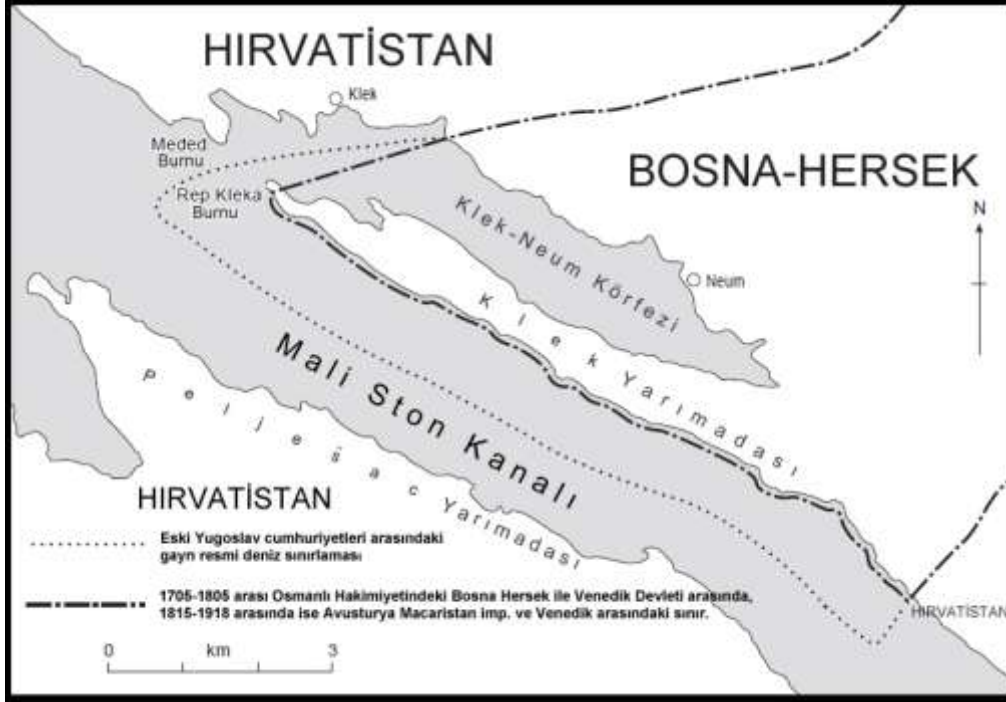 HIRVATİSTAN
Klek
Meded
Burnu
Rep Kleka
Burnu
BOSNA-HERSEK
N
Klek-Neum Körfezi
Neum
Klek Yarımadası
Mali Ston Kanalı
Pelješac Yarımadası
HIRVATİSTAN
Eski Yugoslav cumhuriyetleri arasındaki
gayn resmi deniz sınırlaması
1705-1805 arası Osmanlı Hakimiyetindeki Bosna Hersek ile Venedik Devleti arasında,
1815-1918 arasında ise Avusturya Macaristan imp. ve Venedik arasındaki sınır.
HIRVATİSTAN
0 km 3